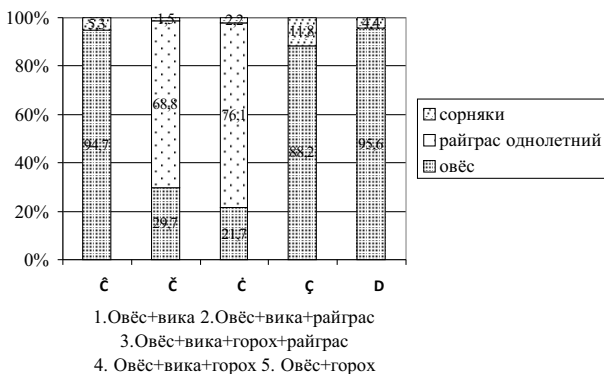 100%
80%
60%
40%
20%
0%
5,3
94,7
1,5
68,8
29,7
2,2
76,1
21,7
11,8
88,2
4,4
95,6
Ĉ Č Ċ Ç D
сорняки
райграс однолетний
овёс
1.Овёс+вика 2.Овёс+вика+райграс
3.Овёс+вика+горох+райграс
4. Овёс+вика+горох 5. Овёс+горох